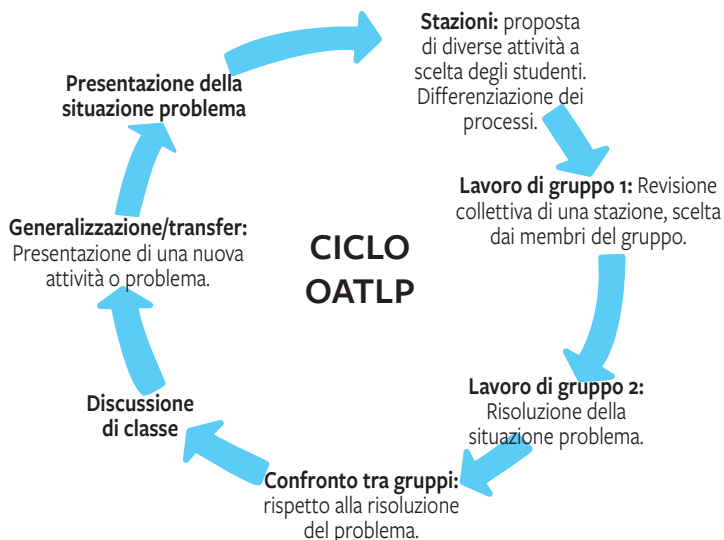 Presentazione della
situazione problema
Stazioni: proposta
di diverse attività a
scelta degli studenti.
Differenziazione dei
processi.
Lavoro di gruppo 1: Revisione
collettiva di una stazione, scelta
dai membri del gruppo.
Lavoro di gruppo 2:
Risoluzione della
situazione problema.
Confronto tra gruppi:
rispetto alla risoluzione
del problema.
Discussione
di classe
Generalizzazione/transfer:
Presentazione di una nuova
attività o problema.
CICLO
OATLP